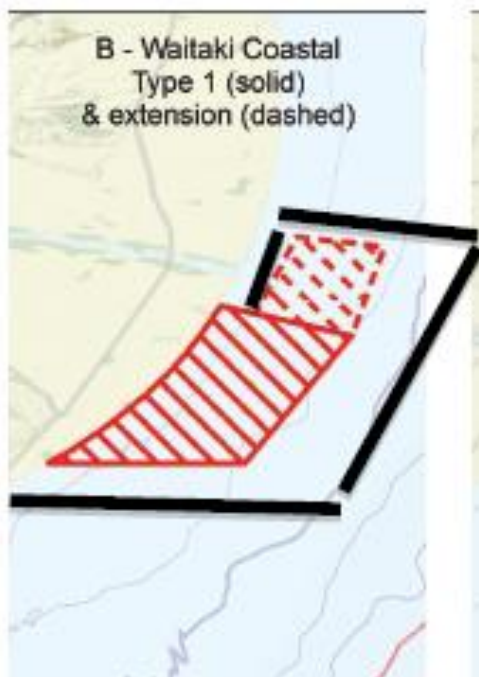 B - Waitaki Coastal
Type 1 (solid)
& extension (dashed)